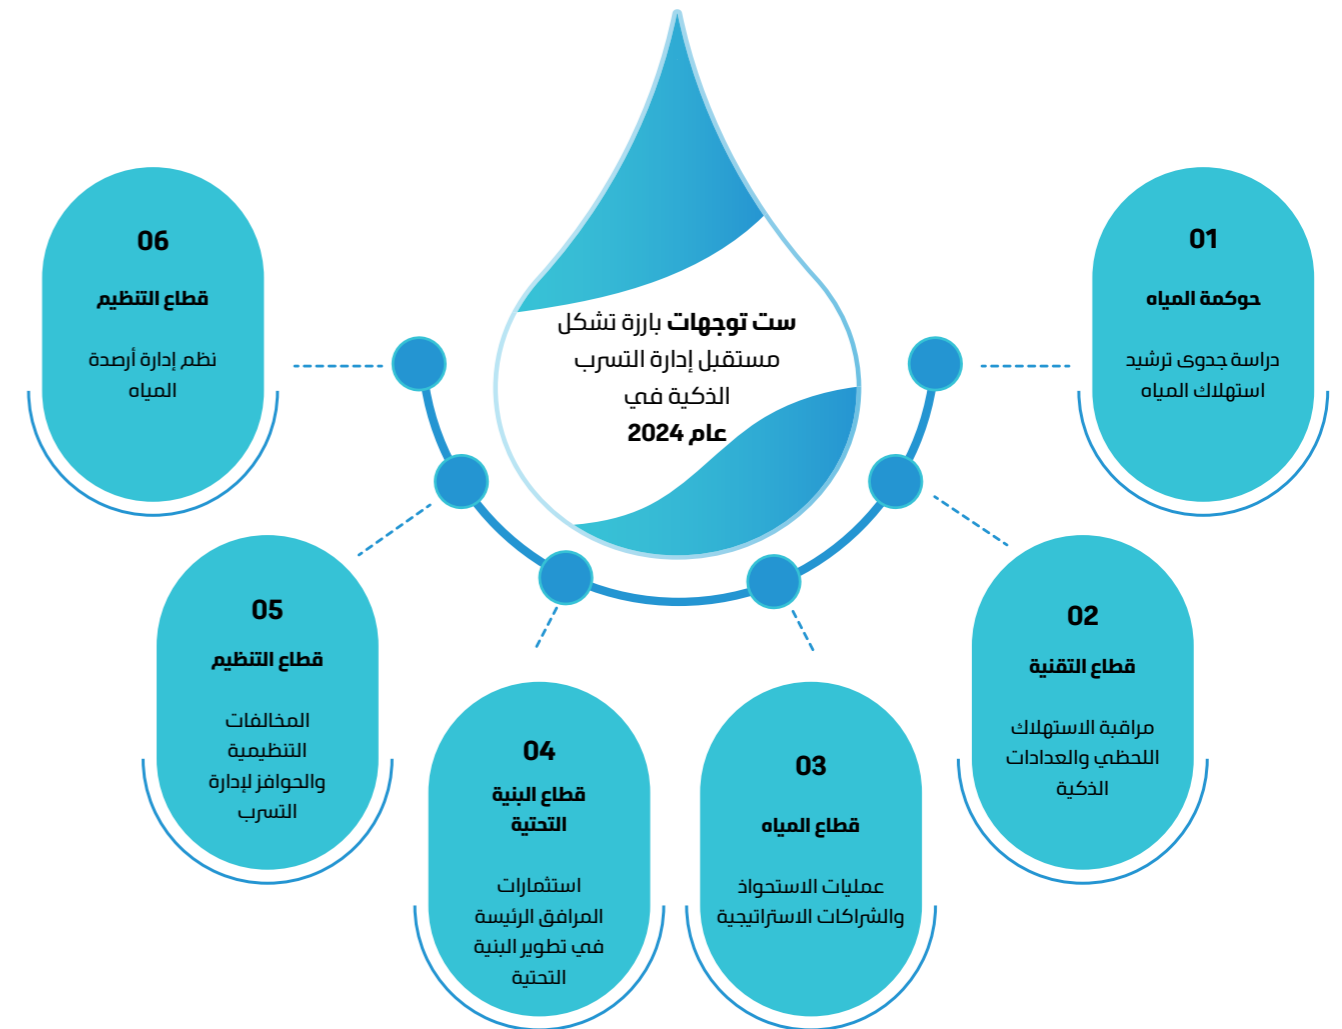 ست توجهات بارزة تشكل
مستقبل إدارة التسرب
الذكية في
عام 2024
01
حوكمة المياه
دراسة جدوى ترشيد
استهلاك المياه
02
قطاع التقنية
مراقبة الاستهلاك
اللحظي والعدادات
الذكية
03
قطاع المياه
عمليات الاستحواذ
والشراكات الاستراتيجية
04
قطاع البنية
التحتية
استثمارات
المرافق الرئيسة
في تطوير البنية
التحتية
05
قطاع التنظيم
المخالفات
التنظيمية
والحوافز لإدارة
التسرب
06
قطاع التنظيم
نظم إدارة أرصدة
المياه